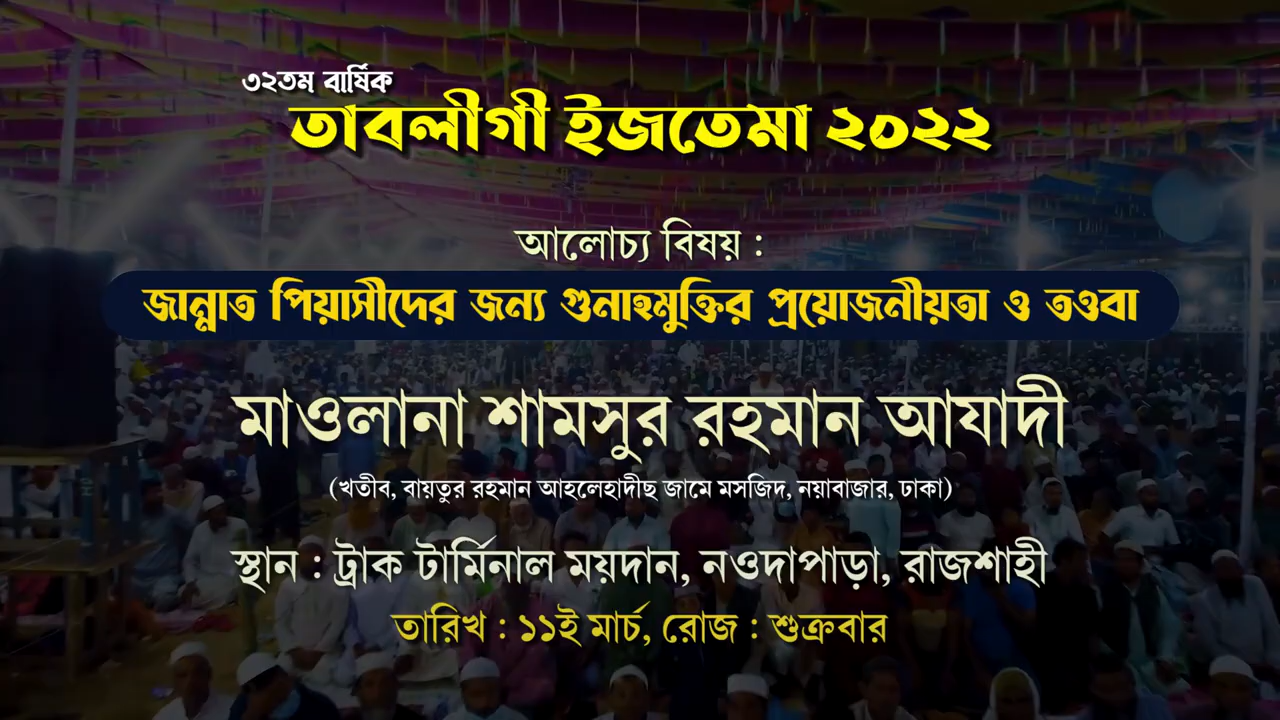 ৩২তম বার্ষিক
তাবলীগী ইজতেমা ২০২২
আলোচ্য বিষয় :
জান্নাত পিয়াসীদের জন্য গুনাহমুক্তির প্রয়োজনীয়তা ও তওবা
মাওলানা শামসুর রহমান আযাদী
(খতীব, বায়তুর রহমান আহলেহাদীছ জামে মসজিদ, নয়াবাজার, ঢাকা)
স্থান : ট্রাক টার্মিনাল ময়দান, নওদাপাড়া, রাজশাহী
তারিখ : ১১ই মার্চ, রোজ : শুক্রবার